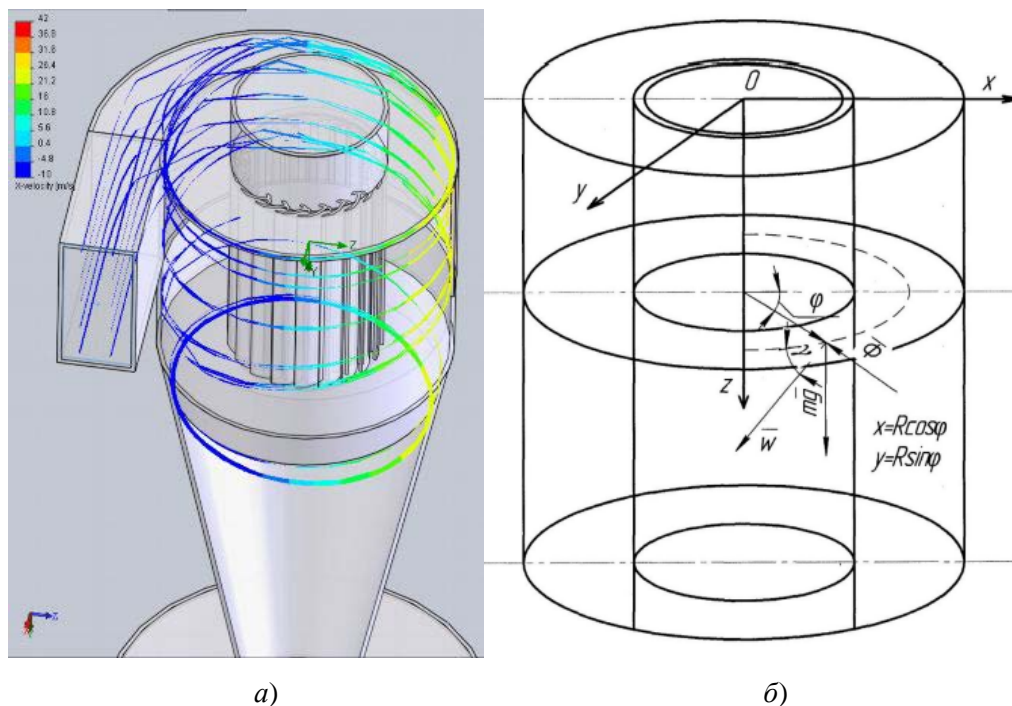 42
36.8
31.6
26.4
21.2
16
10.8
5.6
0.4
-4.8
-10
X-velocity [m/s]
Z
Y
O
x
y
φ
Φ
ν
z
mg
w
x=Rcosφ
y=Rsinφ
а)
б)